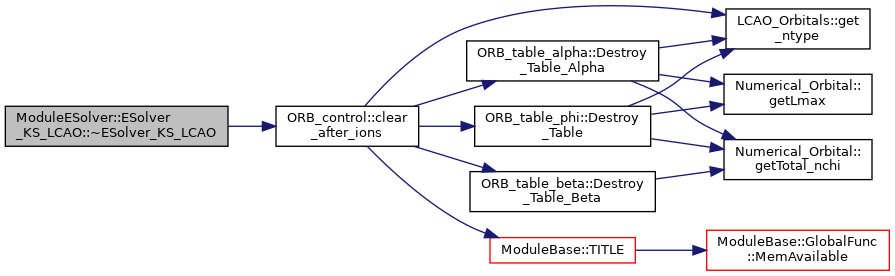 ModuleESolver::ESolver
_KS_LCAO::~ESolver_KS_LCAO
ORB_control::clear
_after_ions
ORB_table_alpha::Destroy
_Table_Alpha
ORB_table_phi::Destroy
_Table
ORB_table_beta::Destroy
_Table_Beta
ModuleBase::TITLE
LCAO_Orbitals::get
_ntype
Numerical_Orbital::
getLmax
Numerical_Orbital::
getTotal_nchi
ModuleBase::GlobalFunc
::MemAvailable